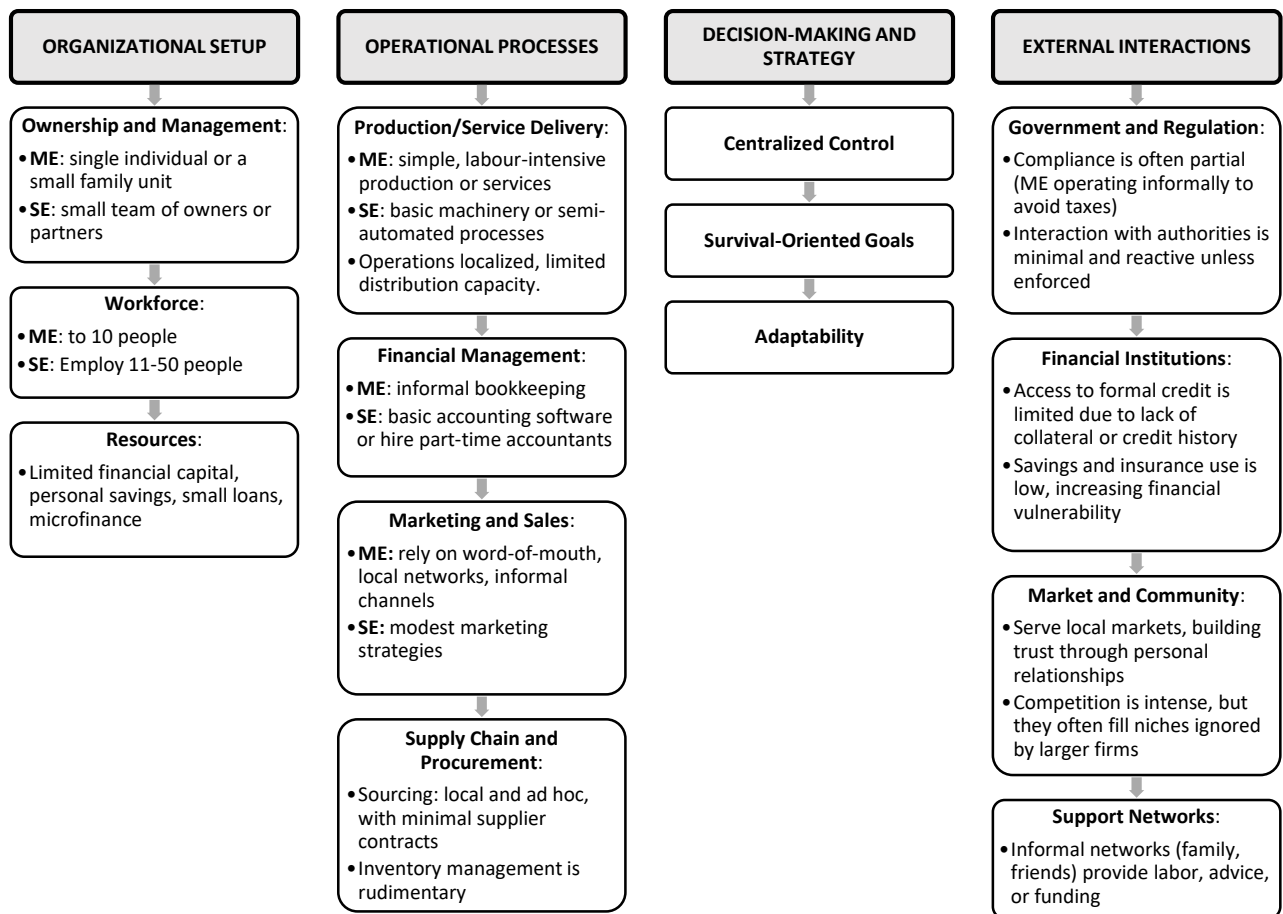 ORGANIZATIONAL SETUP
Ownership and Management:
•ME: single individual or a
small family unit
•SE: small team of owners or
partners
Workforce:
•ME: to 10 people
•SE: Employ 11-50 people
Resources:
•Limited financial capital,
personal savings, small loans,
microfinance
OPERATIONAL PROCESSES
Production/Service Delivery:
•ME: simple, labour-intensive
production or services
•SE: basic machinery or semi-
automated processes
•Operations localized, limited
distribution capacity.
Financial Management:
•ME: informal bookkeeping
•SE: basic accounting software
or hire part-time accountants
Marketing and Sales:
•ME: rely on word-of-mouth,
local networks, informal
channels
•SE: modest marketing
strategies
Supply Chain and
Procurement:
•Sourcing: local and ad hoc,
with minimal supplier
contracts
•Inventory management is
rudimentary
DECISION-MAKING AND
STRATEGY
Centralized Control
Survival-Oriented Goals
Adaptability
EXTERNAL INTERACTIONS
Government and Regulation:
•Compliance is often partial
(ME operating informally to
avoid taxes)
•Interaction with authorities is
minimal and reactive unless
enforced
Financial Institutions:
•Access to formal credit is
limited due to lack of
collateral or credit history
•Savings and insurance use is
low, increasing financial
vulnerability
Market and Community:
•Serve local markets, building
trust through personal
relationships
•Competition is intense, but
they often fill niches ignored
by larger firms
Support Networks:
•Informal networks (family,
friends) provide labor, advice,
or funding